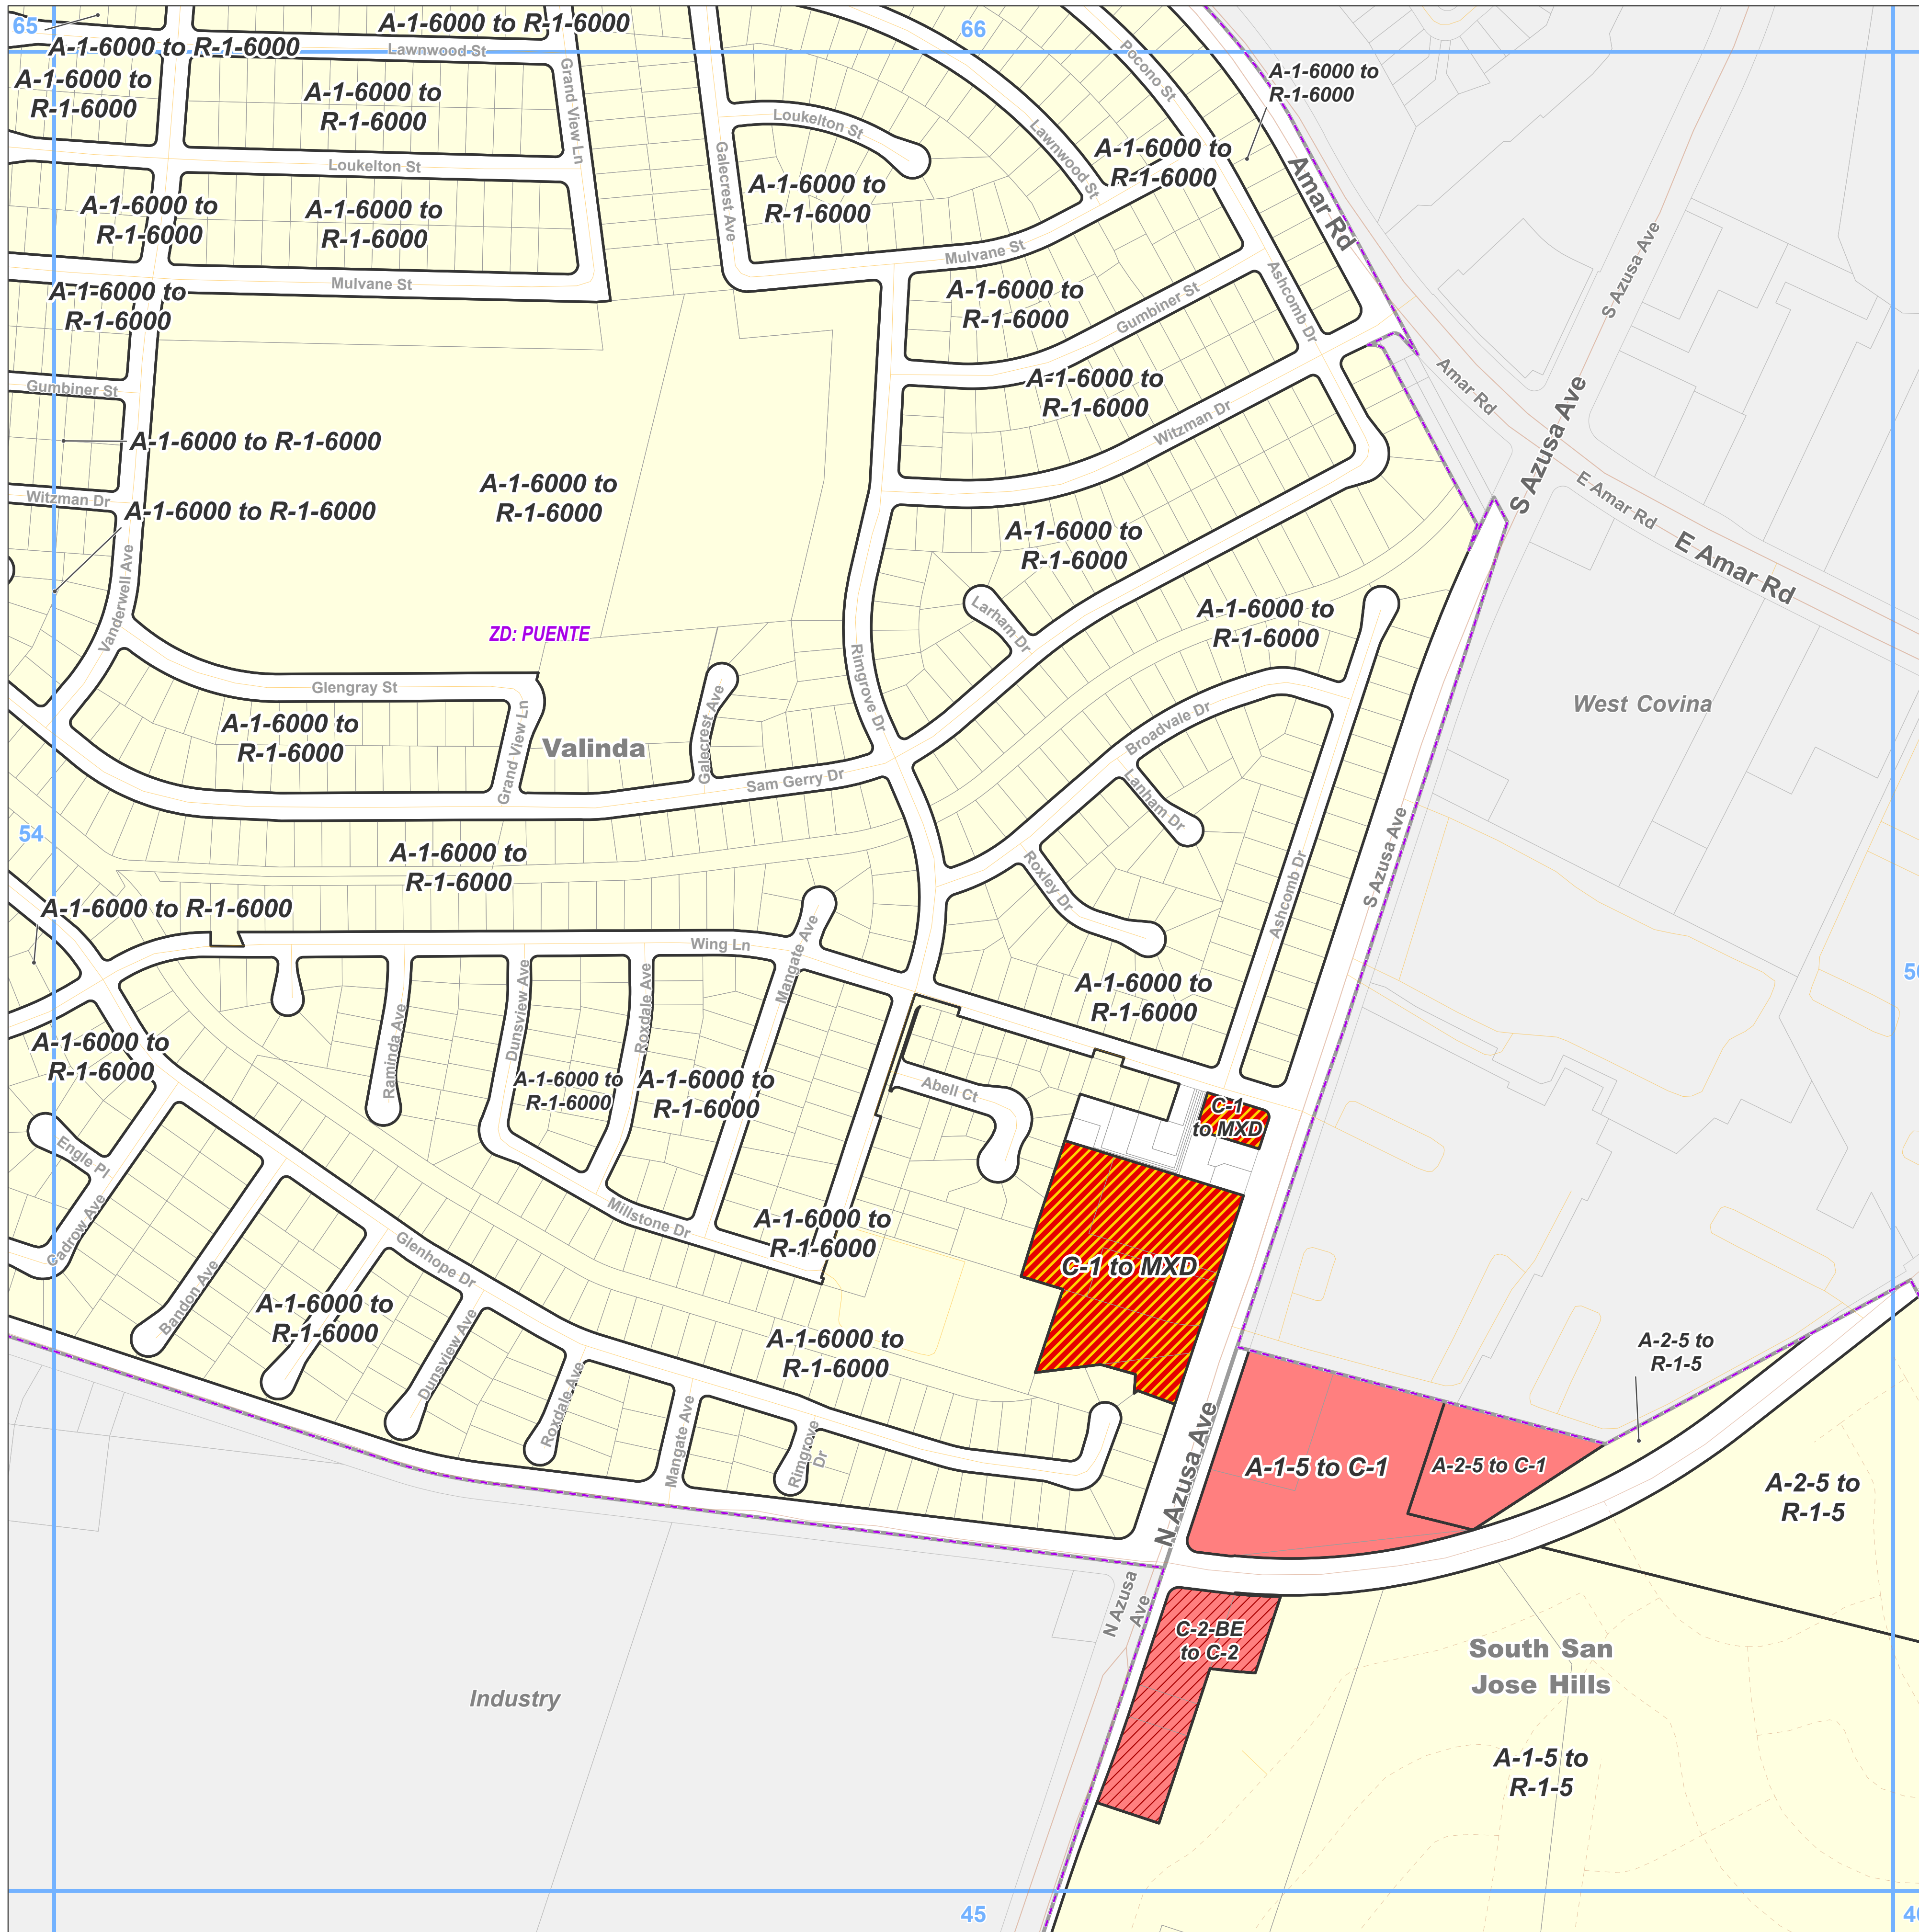 65
66
A-1-6000 to R-1-6000
A-1-6000 to R-1-6000
Lawnwood St
A-1-6000 to
R-1-6000
A-1-6000 to
R-1-6000
Grand View Ln
Loukelton St
Pocono St
A-1-6000 to
R-1-6000
Lawnwood St
A-1-6000 to
R-1-6000
Amar Rd
Loukelton St
Galecrest Ave
A-1-6000 to
R-1-6000
A-1-6000 to
R-1-6000
A-1-6000 to
R-1-6000
Mulvane St
S Azusa Ave
Mulvane St
A-1-6000 to
R-1-6000
A-1-6000 to
R-1-6000
Gumbiner St
Ashcomb Dr
Gumbiner St
A-1-6000 to
R-1-6000
Witzman Dr
Amar Rd
S Azusa Ave
A-1-6000 to R-1-6000
Witzman Dr
A-1-6000 to R-1-6000
A-1-6000 to
R-1-6000
E Amar Rd
E Amar Rd
A-1-6000 to
R-1-6000
Vanderwell Ave
Larham Dr
A-1-6000 to
R-1-6000
ZD: PUENTE
Rimgrove Dr
Glengray St
Grand View Ln
Galecrest Ave
A-1-6000 to
R-1-6000
Valinda
Sam Gerry Dr
Broadvale Dr
West Covina
Lanham Dr
54
A-1-6000 to
R-1-6000
Roxley Dr
Ashcomb Dr
S Azusa Ave
A-1-6000 to R-1-6000
Wing Ln
Mangate Ave
A-1-6000 to
R-1-6000
Raminda Ave
Dunsview Ave
Roxdale Ave
A-1-6000 to
R-1-6000
A-1-6000 to
R-1-6000
A-1-6000 to
R-1-6000
Abell Ct
C-1
to MXD
Engle Pl
Cadrow Ave
Millstone Dr
A-1-6000 to
R-1-6000
C-1 to MXD
Glenhope Dr
Bandon Ave
A-1-6000 to
R-1-6000
Dunsview Ave
A-1-6000 to
R-1-6000
A-2-5 to
R-1-5
Roxdale Ave
Mangate Ave
Rimgrove
Dr
N Azusa Ave
A-1-5 to C-1
A-2-5 to C-1
A-2-5 to
R-1-5
N Azusa
Ave
C-2-BE
to C-2
South San
Jose Hills
Industry
A-1-5 to
R-1-5
45